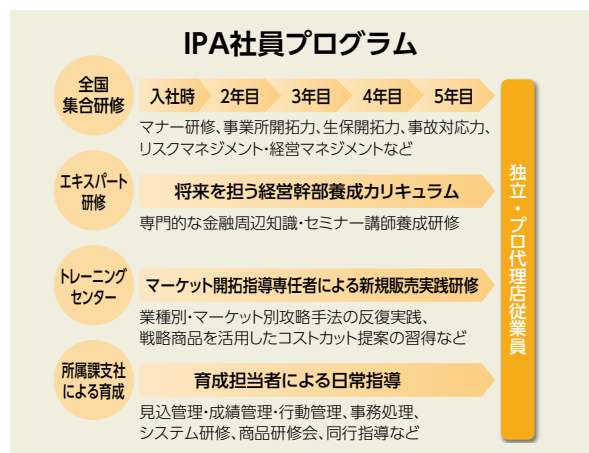 IPA社員プログラム
全国
集合研修
入社時 2年目 3年目 4年目 5年目
マナー研修、事業所開拓力、生保開拓力、事故対応力、
リスクマネジメント・経営マネジメントなど
エキスパート
研修
将来を担う経営幹部養成カリキュラム
専門的な金融周辺知識・セミナー講師養成研修
トレーニング
センター
マーケット開拓指導専任者による新規販売実践研修
業種別・マーケット別攻略手法の反復実践、
戦略商品を活用したコストカット提案の習得など
所属課支社
による育成
育成担当者による日常指導
見込管理・成績管理・行動管理、事務処理、
システム研修、商品研修会、同行指導など
独立・プロ代理店従業員